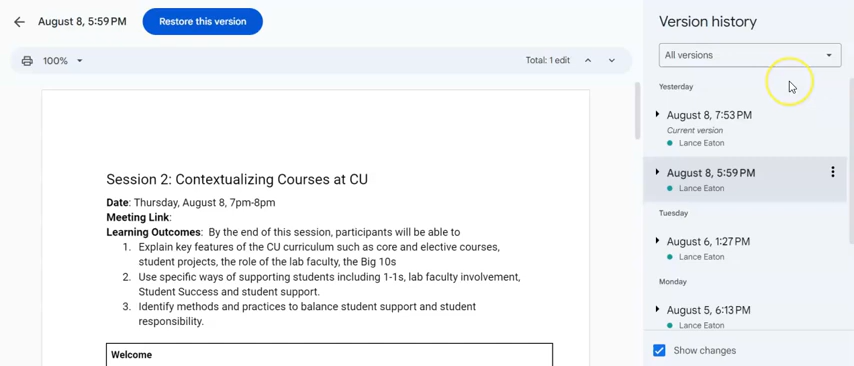 August 8, 5:59 PM
Restore this version
100%
Total: 1 edit
Session 2: Contextualizing Courses at CU
Date: Thursday, August 8, 7pm-8pm
Meeting Link:
Learning Outcomes:  By the end of this session, participants will be able to
1. Explain key features of the CU curriculum such as core and elective courses,
student projects, the role of the lab faculty, the Big 10s
2. Use specific ways of supporting students including 1-1s, lab faculty involvement,
Student Success and student support.
3. Identify methods and practices to balance student support and student
responsibility.
Welcome
Version history
All versions
Yesterday
August 8, 7:53 PM
Current version
Lance Eaton
August 8, 5:59 PM
Lance Eaton
Tuesday
August 6, 1:27 PM
Lance Eaton
Monday
August 5, 6:13 PM
Lance Eaton
Show changes